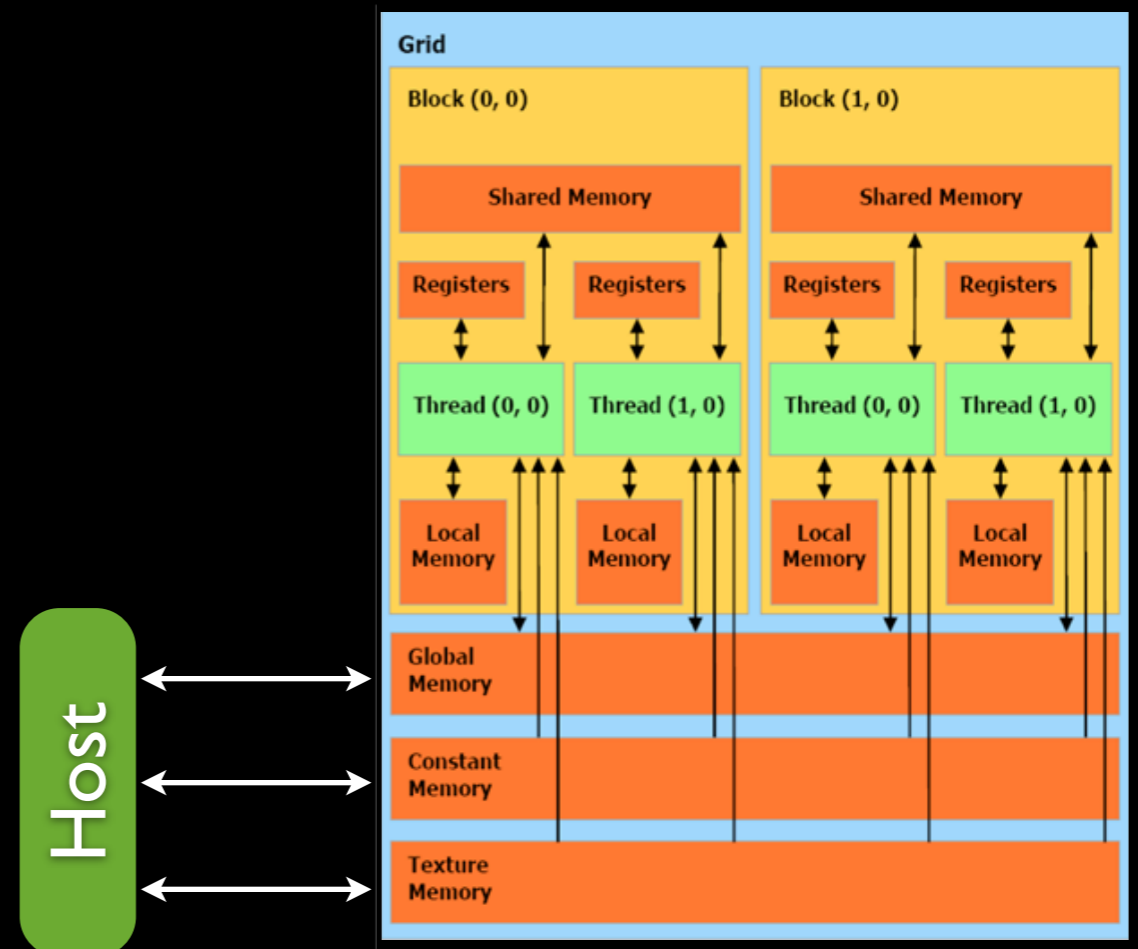 Grid
Block (0, 0)
Block (1, 0)
Shared Memory
Shared Memory
Registers
Registers
Registers
Registers
Thread (0, 0)
Thread (1, 0)
Thread (0, 0)
Thread (1, 0)
Local
Memory
Local
Memory
Local
Memory
Local
Memory
Global
Memory
Constant
Memory
Texture
Memory
Host